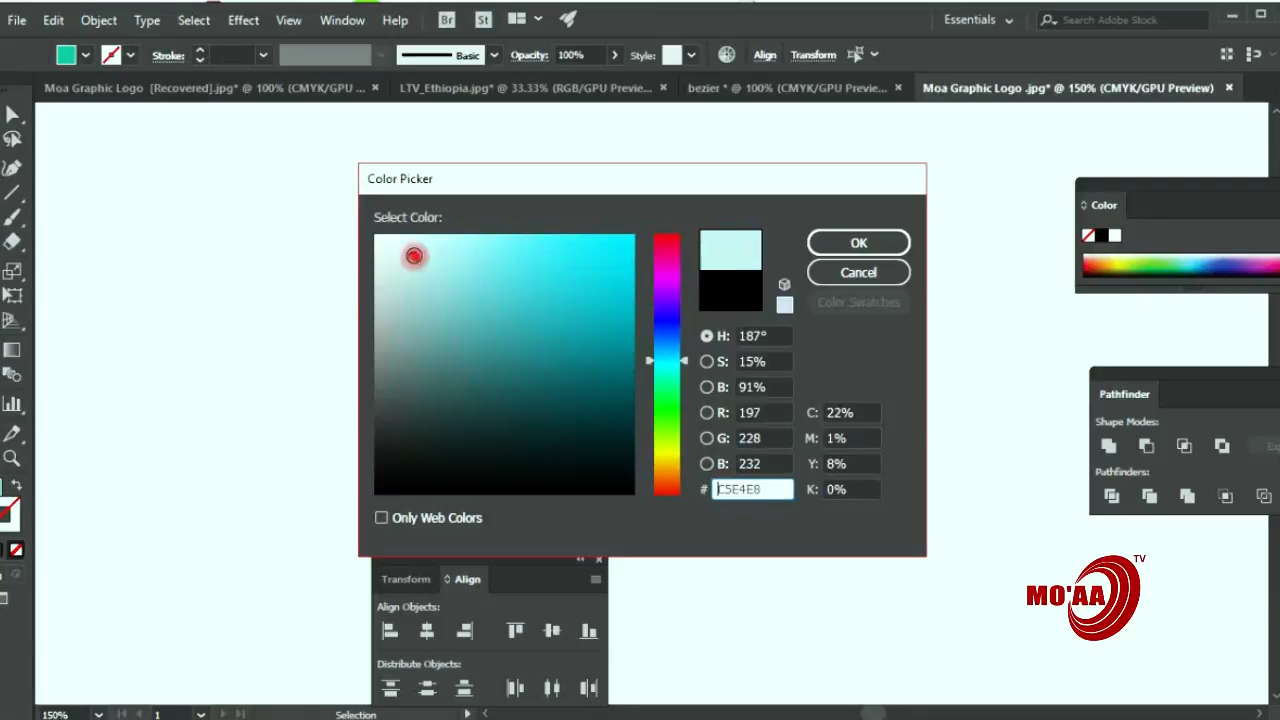 File Edit Object Type Select Effect View Window Help Br St Essentials Search Adobe Stock
Stroke: Basic Opacity: 100% Style: Align Transform
Moa Graphic Logo [Recovered].jpg* @ 100% (CMYK/GPU ... × LTV_Ethiopia.jpg* @ 33.33% (RGB/GPU Previe... × bezier * @ 100% (CMYK/GPU Previe... × Moa Graphic Logo .jpg* @ 150% (CMYK/GPU Preview) ×
Color Picker
Select Color:
OK
Cancel
Color Swatches
H: 187°
S: 15%
B: 91%
R: 197 C: 22%
G: 228 M: 1%
B: 232 Y: 8%
# C5E4E8 K: 0%
Only Web Colors
Color
Pathfinder
Shape Modes:
Pathfinders:
Transform Align
Align Objects:
Distribute Objects:
MO'AA TV
150% 1 Selection